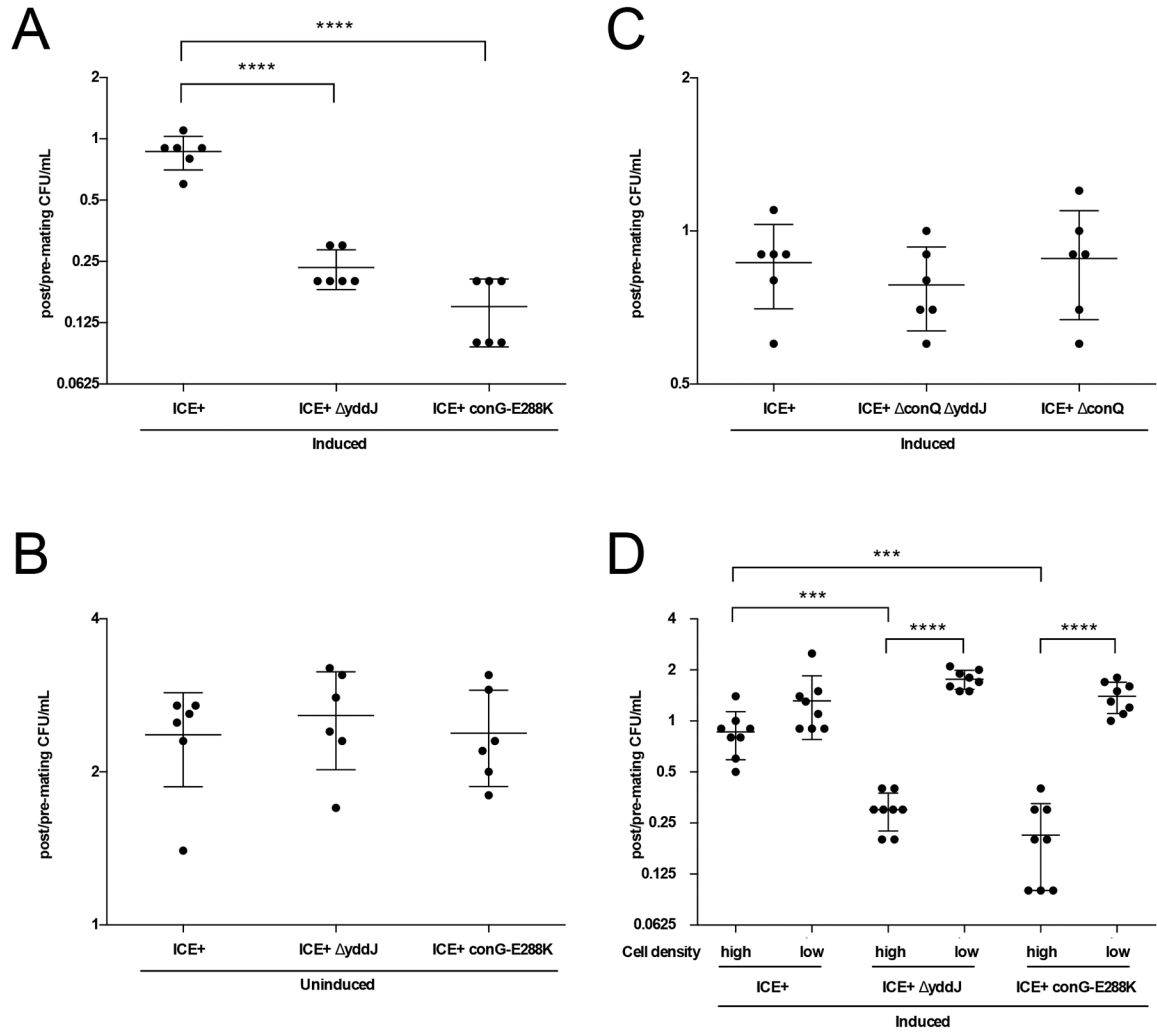 A
****
****
2
1
0.5
0.25
0.125
0.0625
post/pre-mating CFU/mL
ICE+
ICE+ ΔyddJ
ICE+ conG-E288K
Induced
C
2
1
0.5
post/pre-mating CFU/mL
ICE+
ICE+ ΔconQ ΔyddJ
ICE+ ΔconQ
Induced
B
4
2
1
post/pre-mating CFU/mL
ICE+
ICE+ ΔyddJ
ICE+ conG-E288K
Uninduced
D
***
***
****
****
4
2
1
0.5
0.25
0.125
0.0625
post/pre-mating CFU/mL
Cell density high low high low high low
ICE+
ICE+ ΔyddJ
ICE+ conG-E288K
Induced